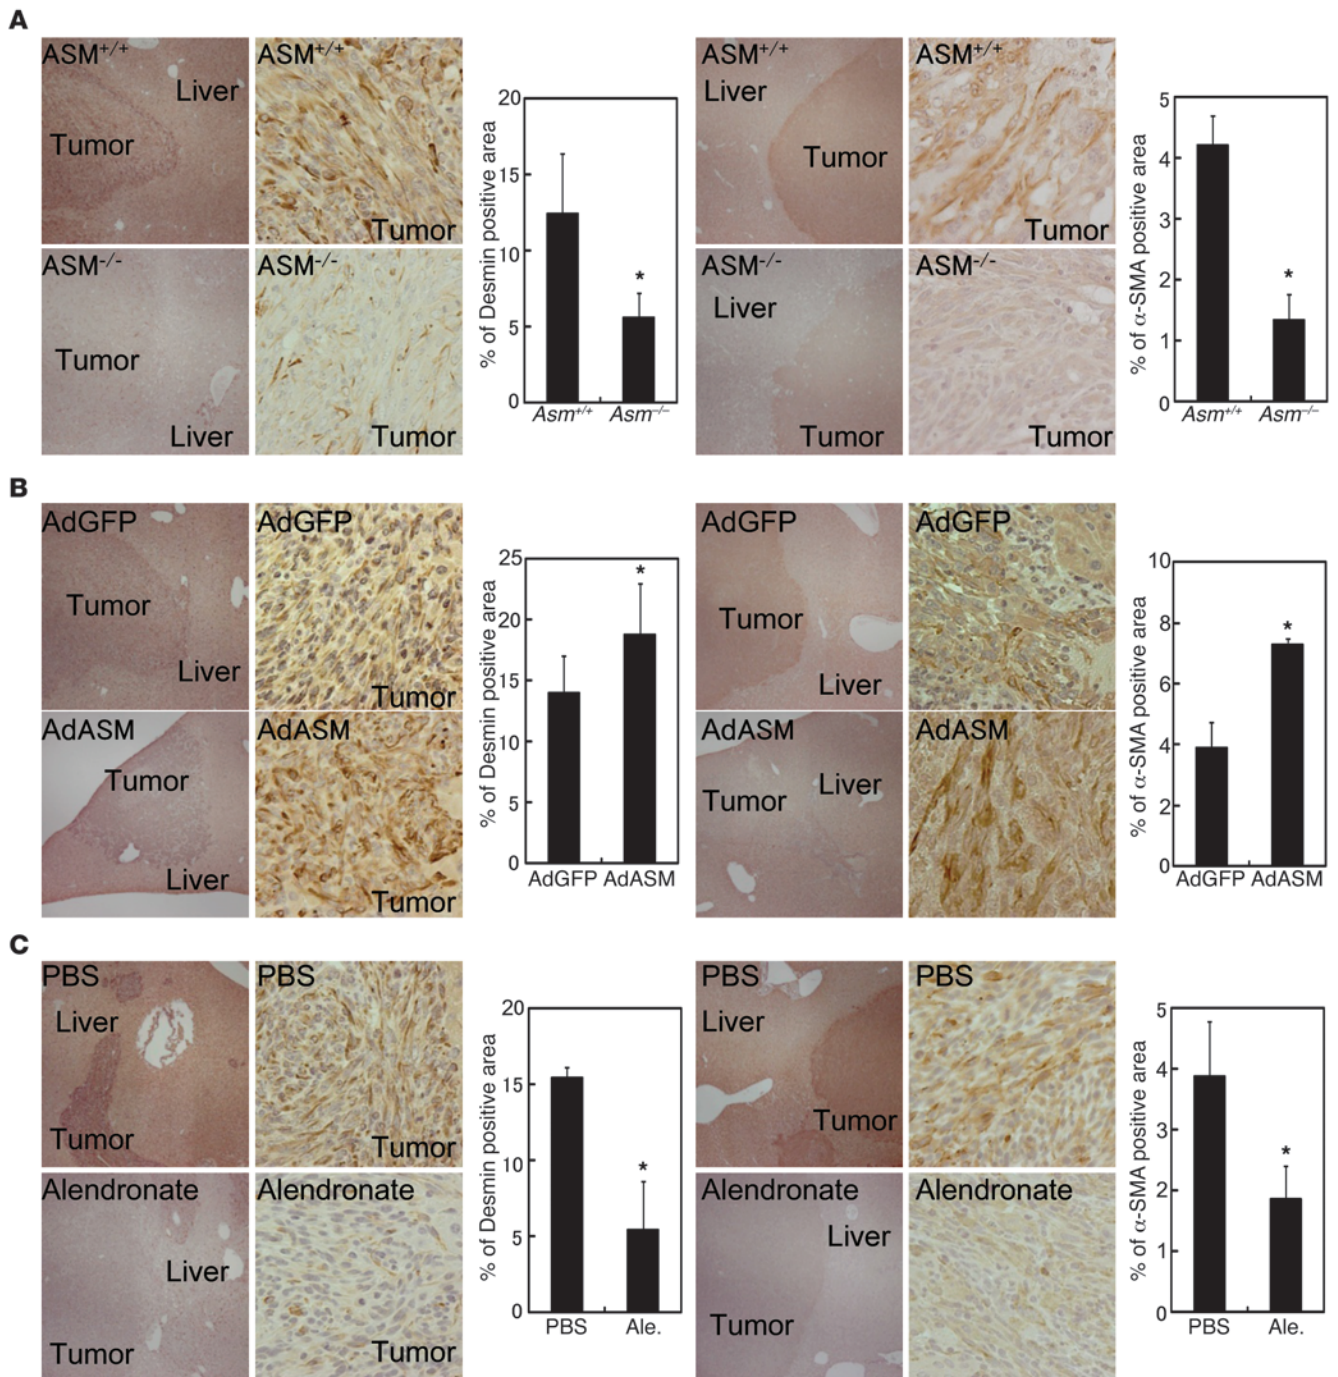 A
ASM+/+
Liver
Tumor
ASM+/+
Tumor
ASM-/-
Tumor
Liver
ASM-/-
Tumor
% of Desmin positive area
20
15
10
5
0
*
Asm+/+ Asm–/–
ASM+/+
Liver
Tumor
ASM+/+
Tumor
ASM-/-
Liver
Tumor
ASM-/-
Tumor
% of α-SMA positive area
5
4
3
2
1
0
*
Asm+/+ Asm–/–
B
AdGFP
Tumor
Liver
AdGFP
Tumor
AdASM
Tumor
Liver
AdASM
Tumor
% of Desmin positive area
25
20
15
10
5
0
*
AdGFP AdASM
AdGFP
Tumor
Liver
AdGFP
AdASM
Liver
Tumor
AdASM
% of α-SMA positive area
10
8
6
4
2
0
*
AdGFP AdASM
C
PBS
Liver
Tumor
PBS
Tumor
Alendronate
Liver
Tumor
Alendronate
Tumor
% of Desmin positive area
20
15
10
5
0
*
PBS Ale.
PBS
Liver
Tumor
PBS
Alendronate
Liver
Tumor
Alendronate
% of α-SMA positive area
5
4
3
2
1
0
*
PBS Ale.